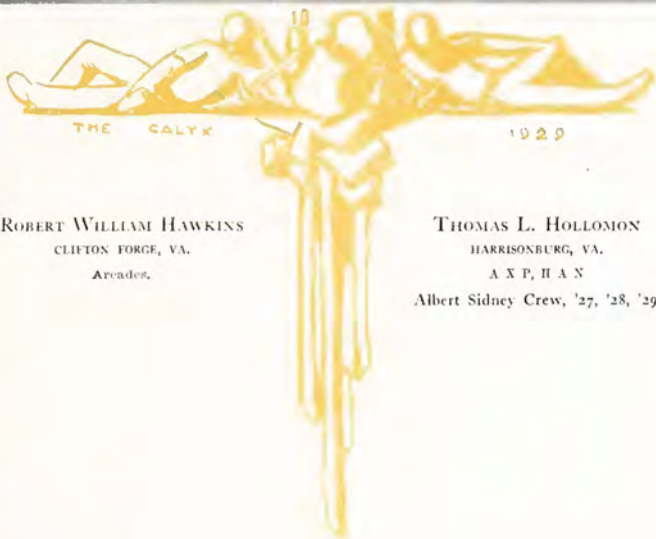 THE CALYX
1929
ROBERT WILLIAM HAWKINS
CLIFTON FORGE, VA.
Arcades.
THOMAS L. HOLLOMON
HARRISONBURG, VA.
Α Χ Ρ, Π Δ Ν
Albert Sidney Crew, '27, '28, '29